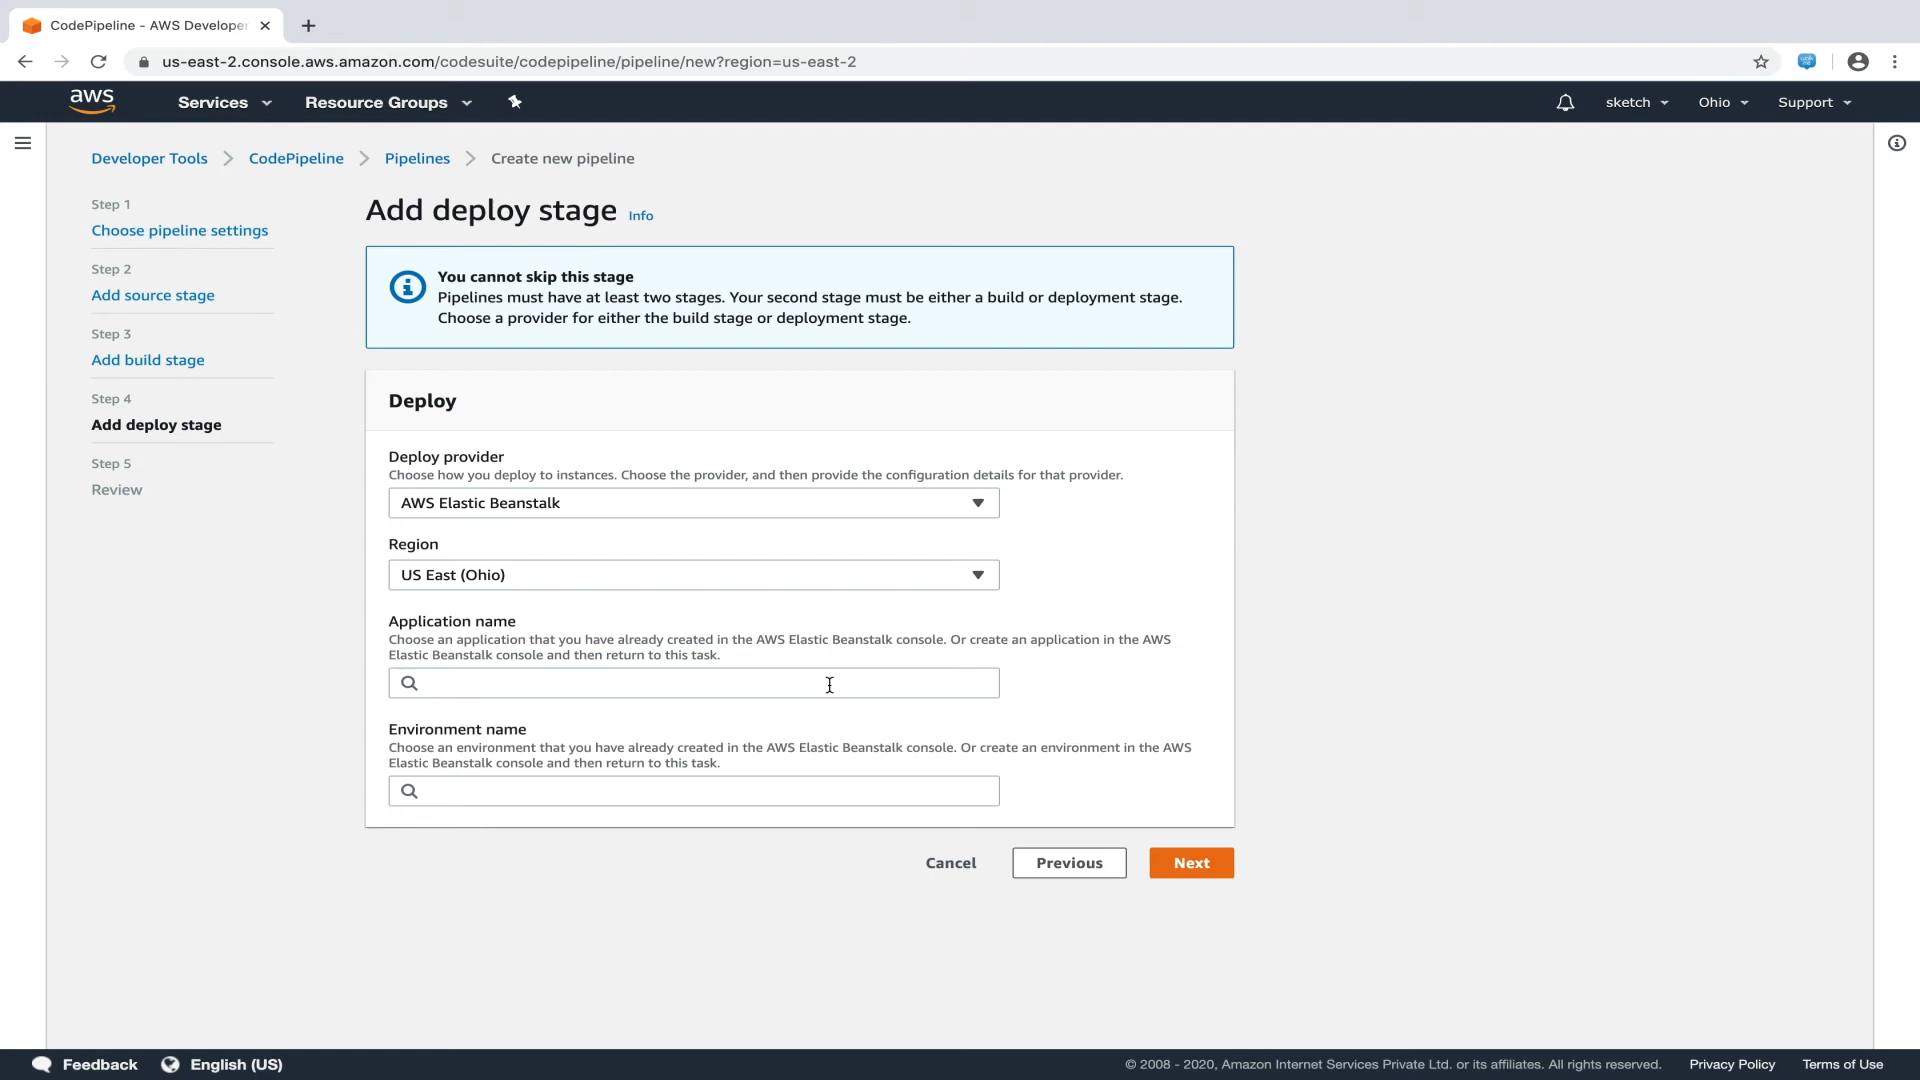 CodePipeline - AWS Developer
us-east-2.console.aws.amazon.com/codesuite/codepipeline/pipeline/new?region=us-east-2
aws
Services
Resource Groups
sketch
Ohio
Support
Developer Tools
CodePipeline
Pipelines
Create new pipeline
Step 1
Choose pipeline settings
Step 2
Add source stage
Step 3
Add build stage
Step 4
Add deploy stage
Step 5
Review
Add deploy stage Info
You cannot skip this stage
Pipelines must have at least two stages. Your second stage must be either a build or deployment stage.
Choose a provider for either the build stage or deployment stage.
Deploy
Deploy provider
Choose how you deploy to instances. Choose the provider, and then provide the configuration details for that provider.
AWS Elastic Beanstalk
Region
US East (Ohio)
Application name
Choose an application that you have already created in the AWS Elastic Beanstalk console. Or create an application in the AWS
Elastic Beanstalk console and then return to this task.
Environment name
Choose an environment that you have already created in the AWS Elastic Beanstalk console. Or create an environment in the AWS
Elastic Beanstalk console and then return to this task.
Cancel
Previous
Next
Feedback
English (US)
© 2008 - 2020, Amazon Internet Services Private Ltd. or its affiliates. All rights reserved.
Privacy Policy
Terms of Use